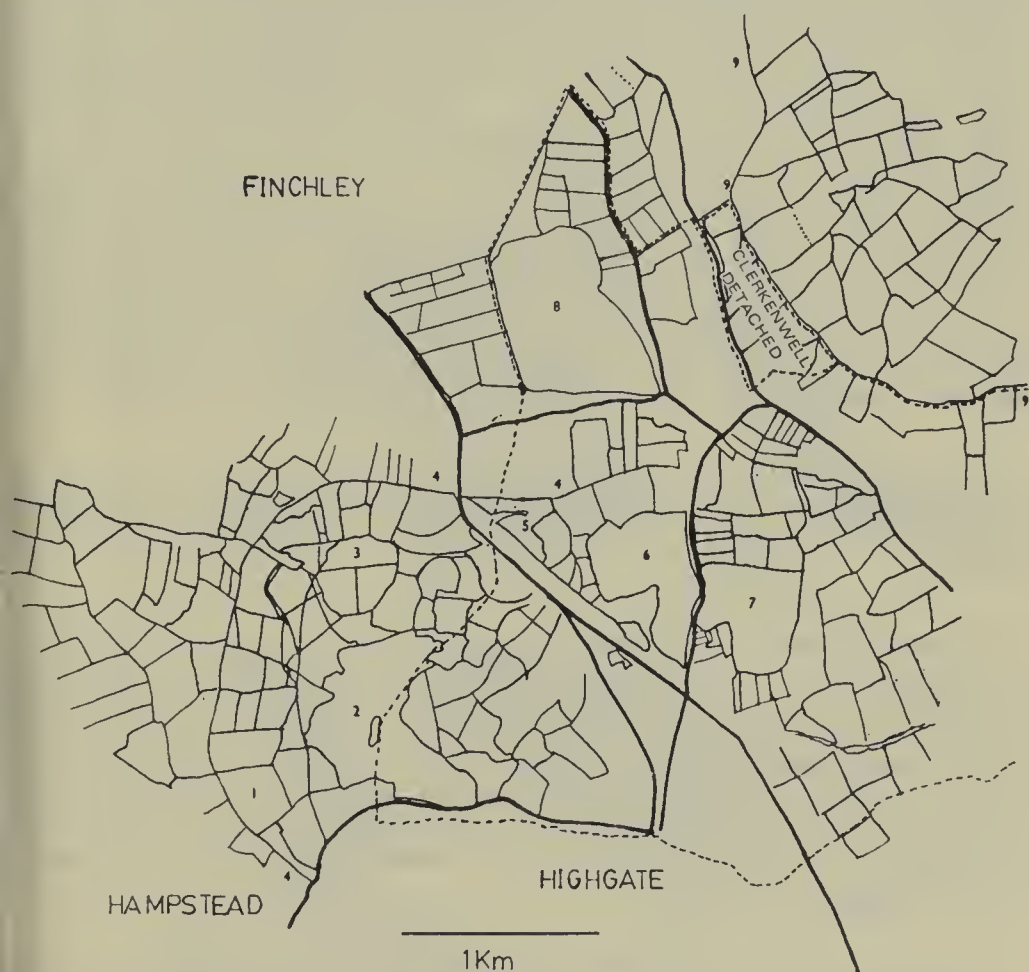 9
FINCHLEY
9
CLERKENWELL
DETACHED
8
9
4
4
5
3
6
7
2
1
4
HIGHGATE
HAMPSTEAD
1Km